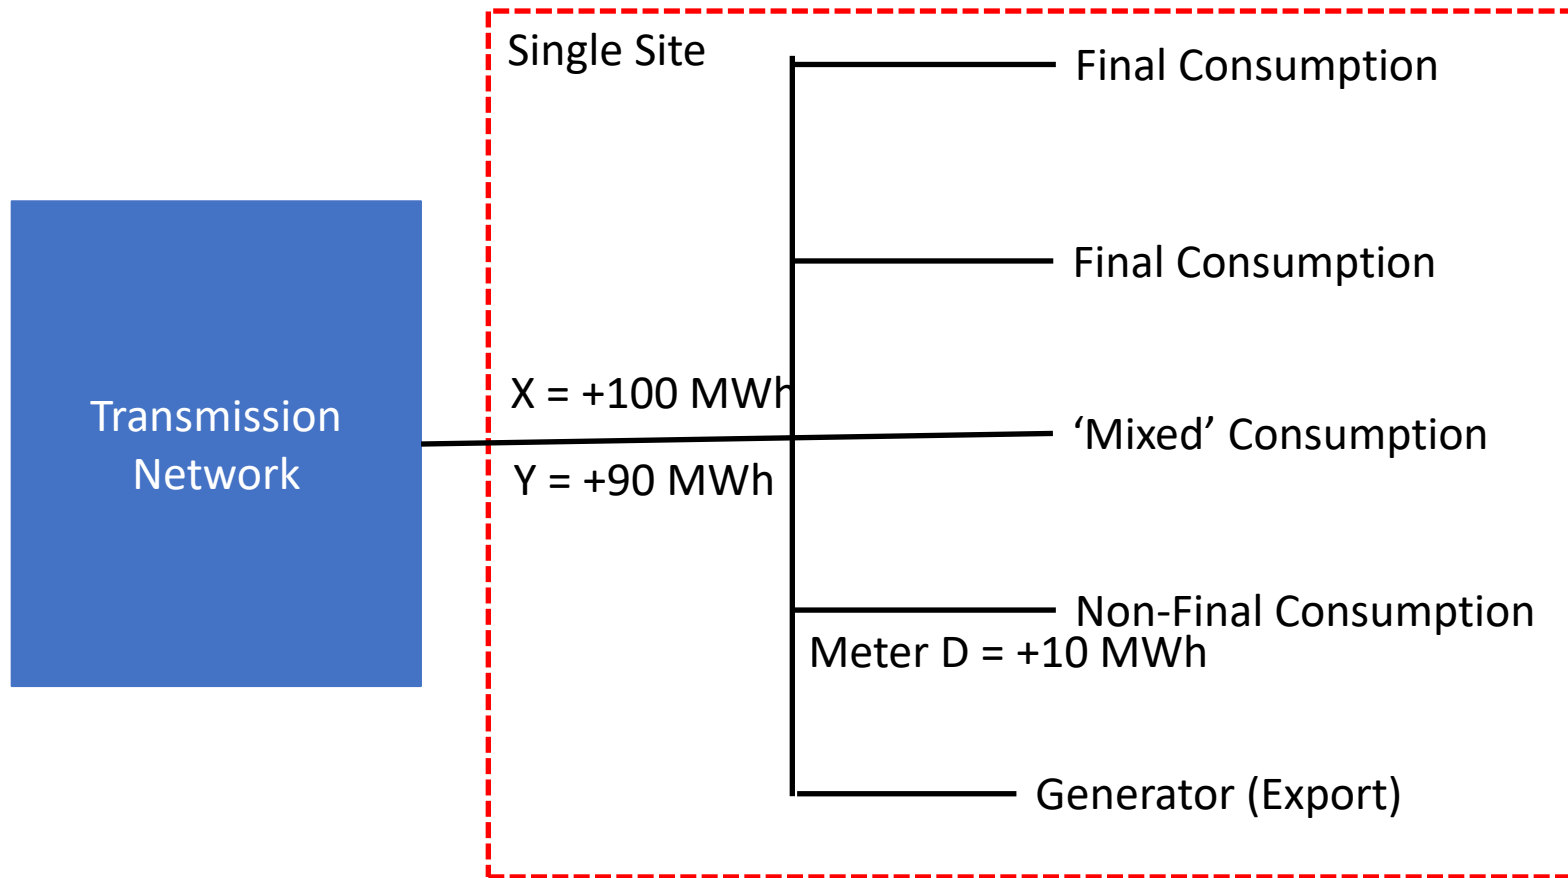 Single Site
Final Consumption
Final Consumption
Transmission
Network
X = +100 MWh
Y = +90 MWh
‘Mixed’ Consumption
Non-Final Consumption
Meter D = +10 MWh
Generator (Export)